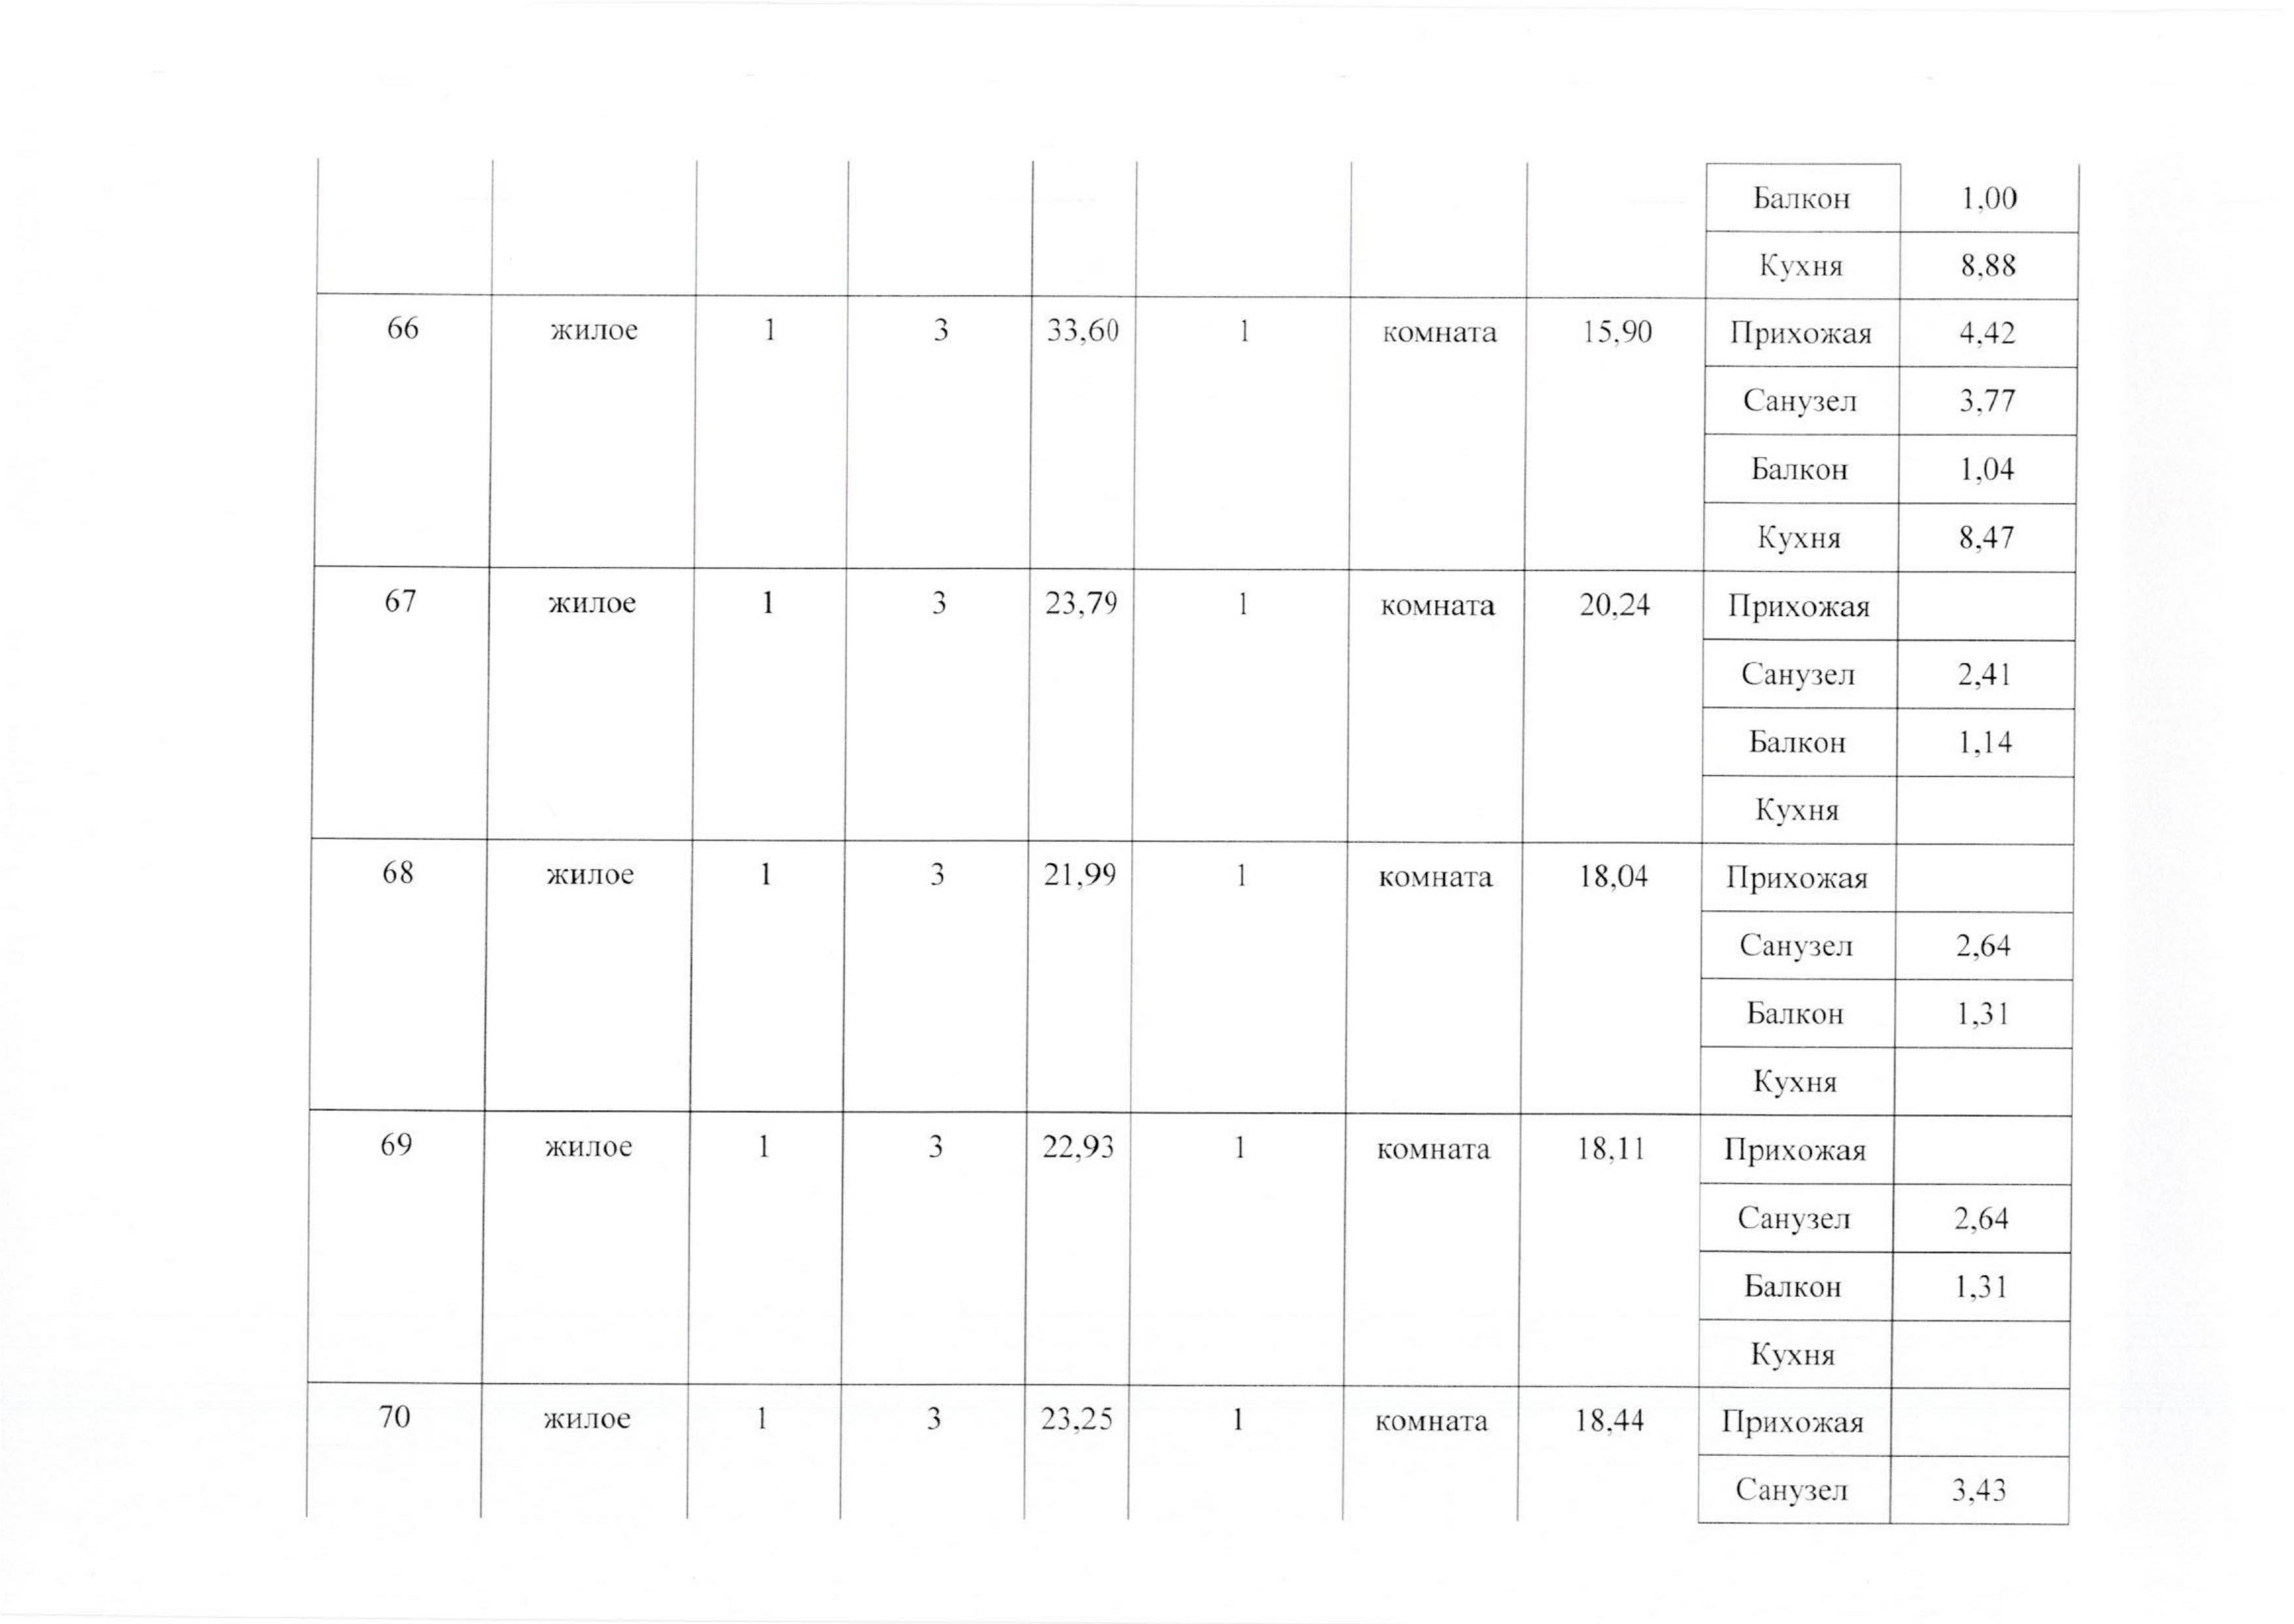 Балкон 1,00
Кухня 8,88
66 жилое 1 3 33,60 1 комната 15,90 Прихожая 4,42
Санузел 3,77
Балкон 1,04
Кухня 8,47
67 жилое 1 3 23,79 1 комната 20,24 Прихожая
Санузел 2,41
Балкон 1,14
Кухня
68 жилое 1 3 21,99 1 комната 18,04 Прихожая
Санузел 2,64
Балкон 1,31
Кухня
69 жилое 1 3 22,93 1 комната 18,11 Прихожая
Санузел 2,64
Балкон 1,31
Кухня
70 жилое 1 3 23,25 1 комната 18,44 Прихожая
Санузел 3,43